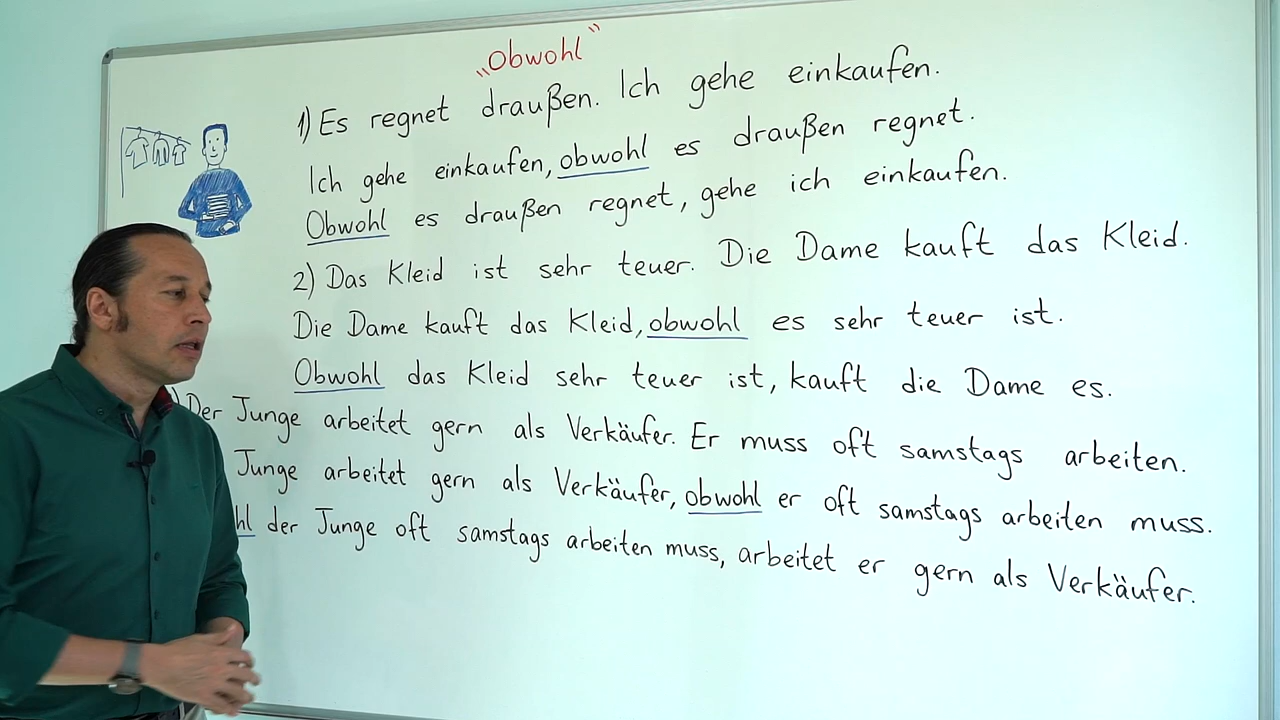 „Obwohl“
1) Es regnet draußen. Ich gehe einkaufen.
Ich gehe einkaufen, obwohl es draußen regnet.
Obwohl es draußen regnet, gehe ich einkaufen.
2) Das Kleid ist sehr teuer. Die Dame kauft das Kleid.
Die Dame kauft das Kleid, obwohl es sehr teuer ist.
Obwohl das Kleid sehr teuer ist, kauft die Dame es.
) Der Junge arbeitet gern als Verkäufer. Er muss oft samstags arbeiten.
Junge arbeitet gern als Verkäufer, obwohl er oft samstags arbeiten muss.
hl der Junge oft samstags arbeiten muss, arbeitet er gern als Verkäufer.